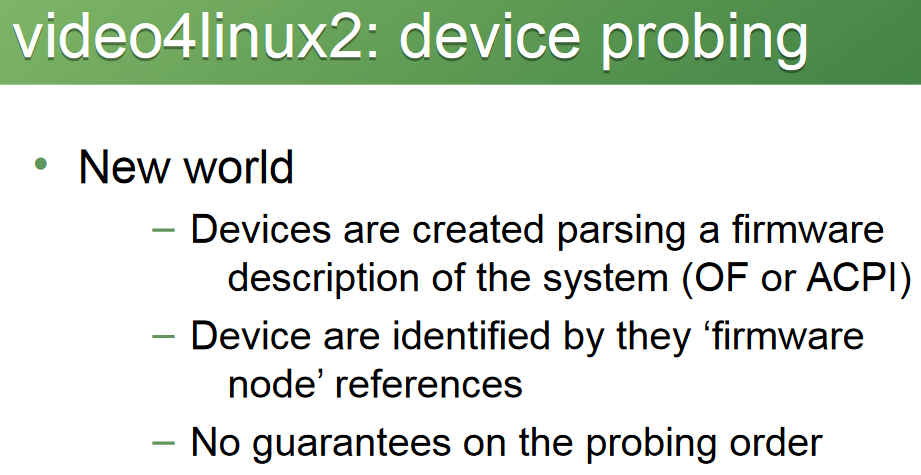 video4linux2: device probing
• New world
– Devices are created parsing a firmware
description of the system (OF or ACPI)
– Device are identified by they ‘firmware
node’ references
– No guarantees on the probing order